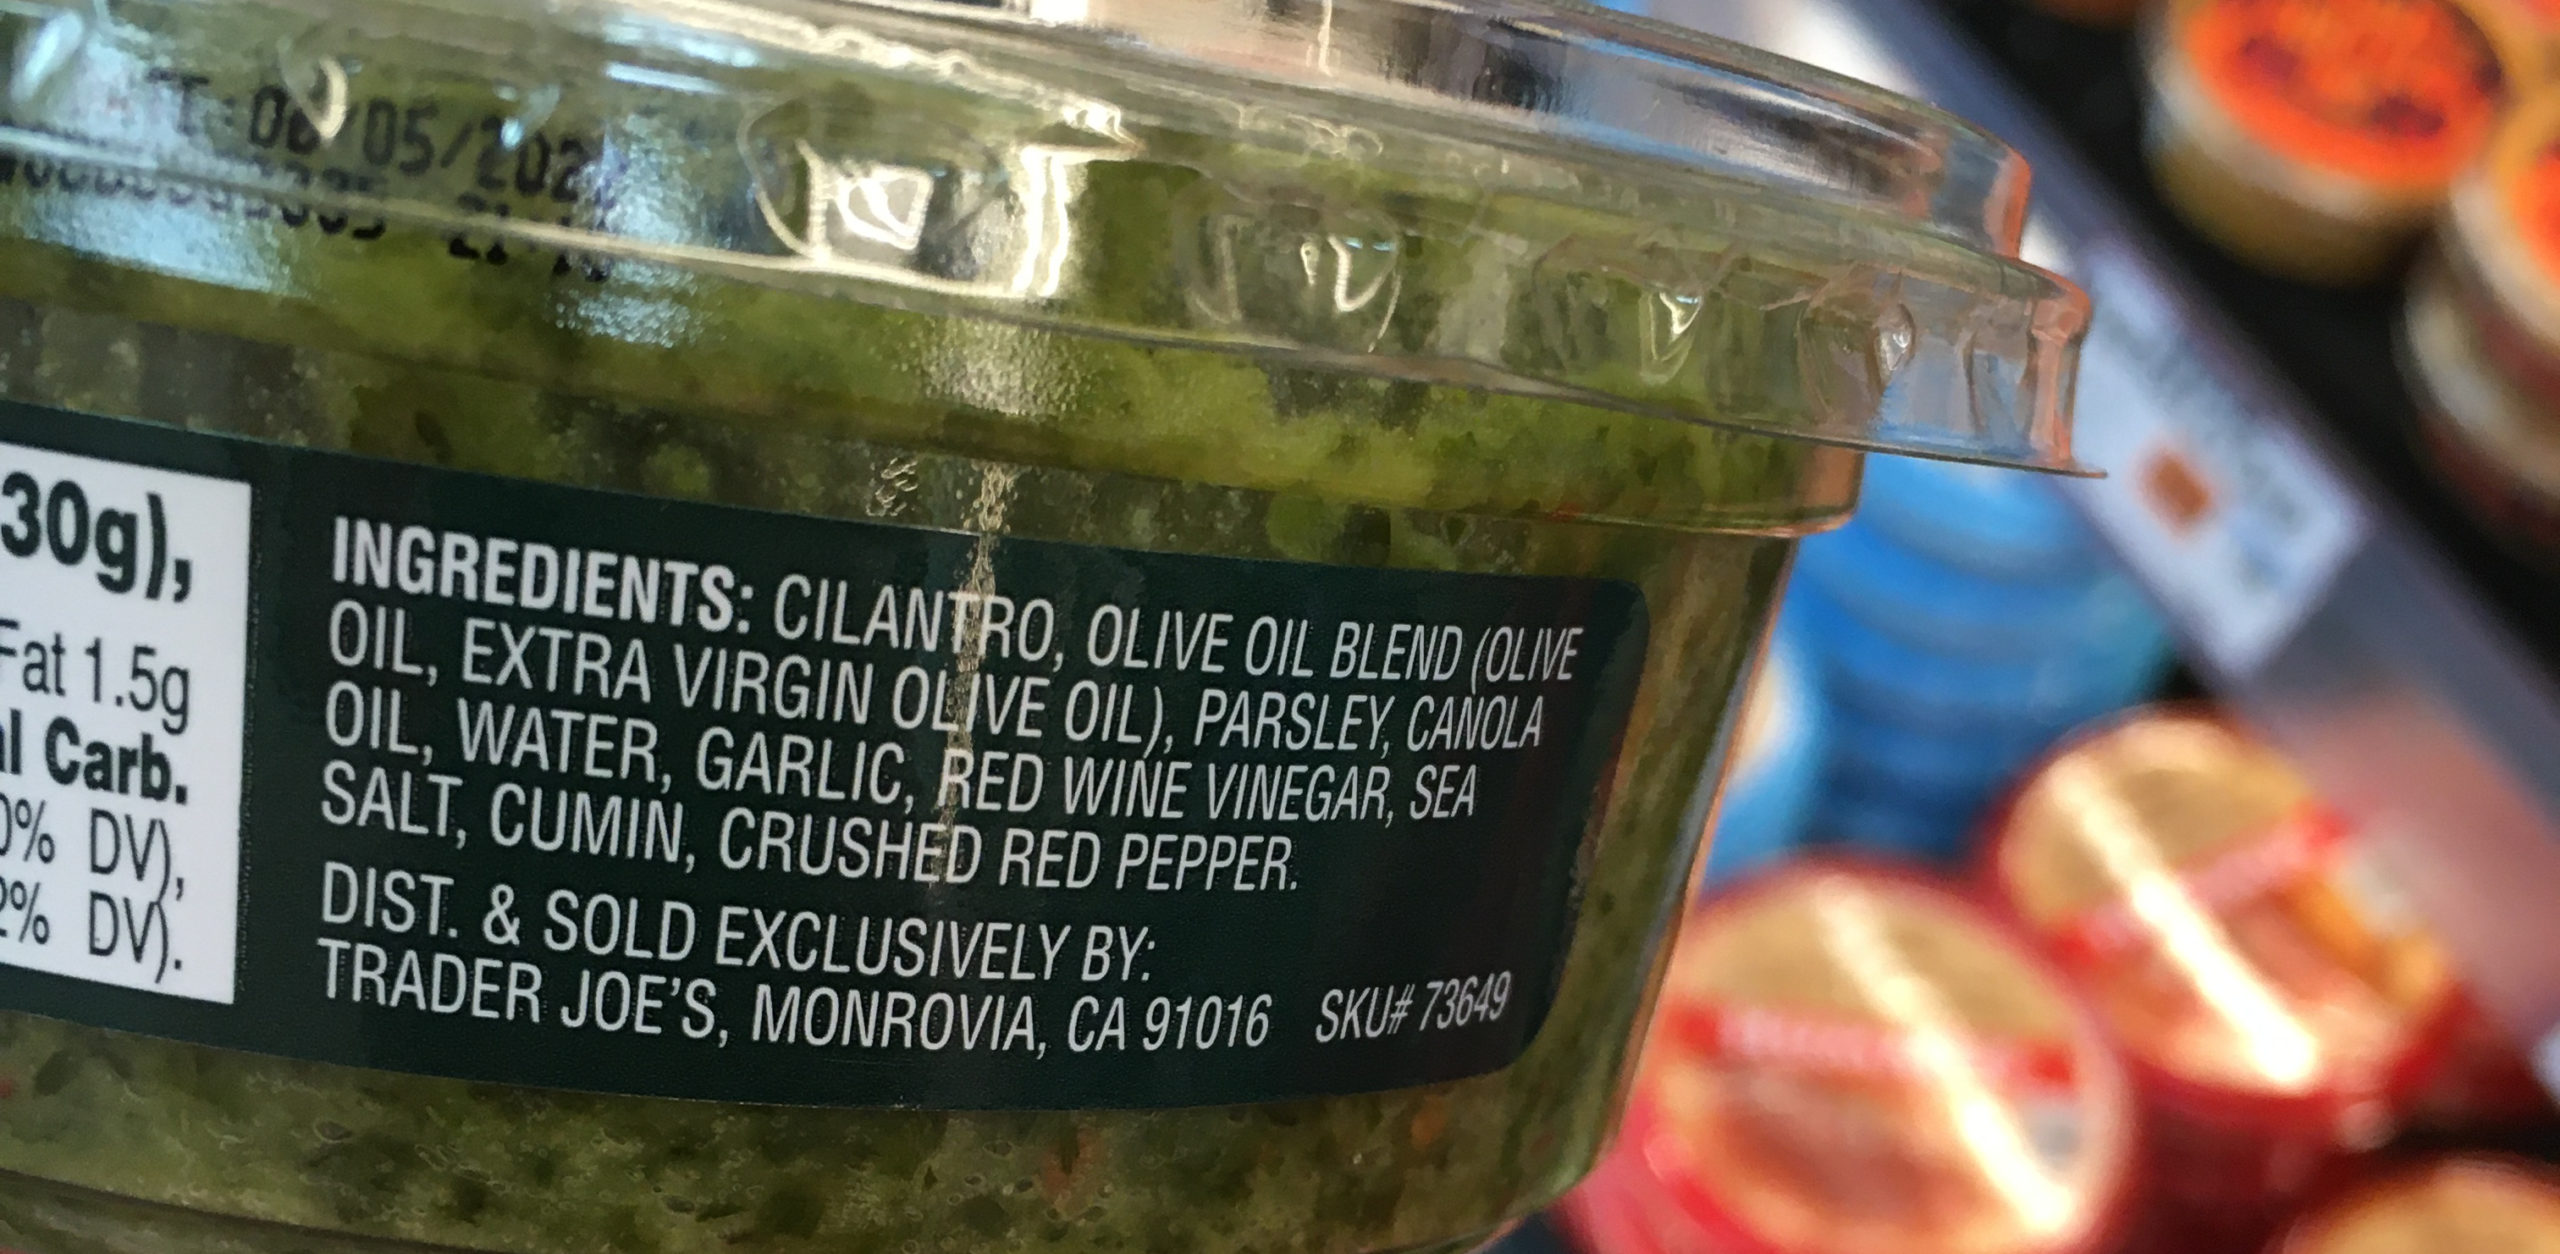 30g),
Fat 1.5g
Carb.
DV),
2% DV).
INGREDIENTS: CILANTRO, OLIVE OIL BLEND (OLIVE
OIL, EXTRA VIRGIN OLIVE OIL), PARSLEY, CANOLA
OIL, WATER, GARLIC, RED WINE VINEGAR, SEA
SALT, CUMIN, CRUSHED RED PEPPER.
DIST. & SOLD EXCLUSIVELY BY:
TRADER JOE'S, MONROVIA, CA 91016 SKU# 73649